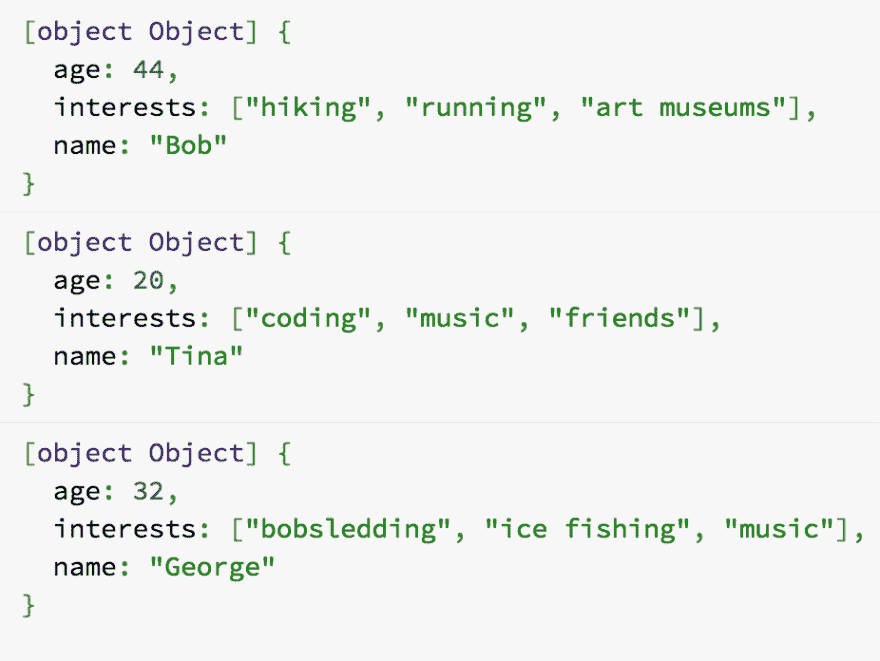 [object Object] {
  age: 44,
  interests: ["hiking", "running", "art museums"],
  name: "Bob"
}
[object Object] {
  age: 20,
  interests: ["coding", "music", "friends"],
  name: "Tina"
}
[object Object] {
  age: 32,
  interests: ["bobsledding", "ice fishing", "music"],
  name: "George"
}